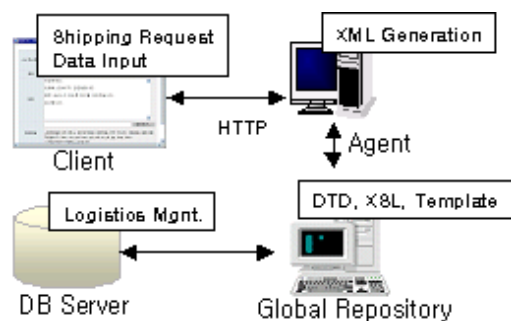 Shipping Request
Data Input
XML Generation
HTTP
Client
Agent
Logistics Mgnt.
DTD, XSL, Template
DB Server
Global Repository